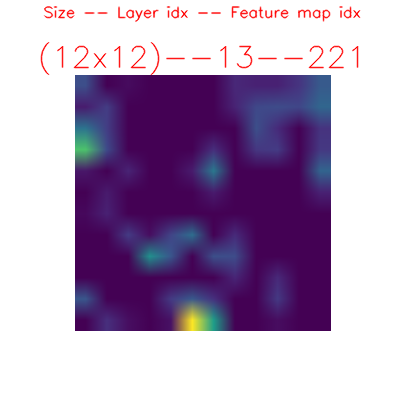 Size -- Layer idx -- Feature map idx
(12x12)--13--221